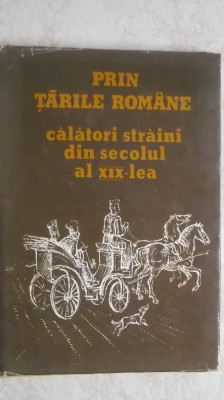 PRIN
ȚĂRILE ROMÂNE
călători străini
din secolul
al XIX-lea